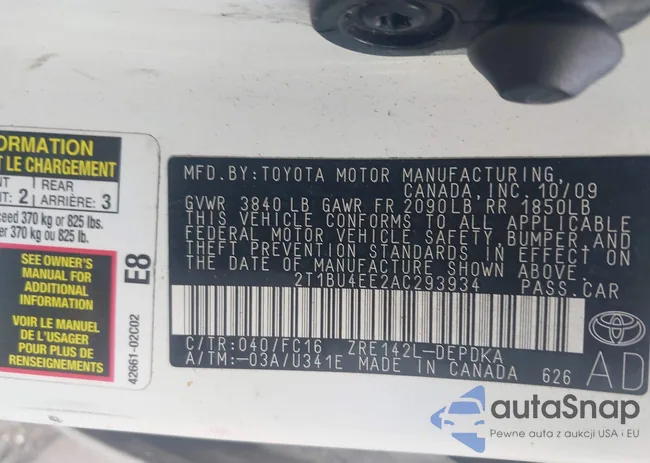 ORMATION
T LE CHARGEMENT
NT REAR
NT: 2 ARRIÈRE: 3
ceed 370 kg or 825 lbs.
r 370 kg ou 825 lb.
SEE OWNER'S
MANUAL FOR
ADDITIONAL
INFORMATION
VOIR LE MANUEL
DE L'USAGER
POUR PLUS DE
RENSEIGNEMENTS
E8
42661-02C02
MFD.BY:TOYOTA MOTOR MANUFACTURING,
CANADA, INC. 10/09
GVWR 3840 LB GAWR FR 2090LB RR 1850LB
THIS VEHICLE CONFORMS TO ALL APPLICABLE
FEDERAL MOTOR VEHICLE SAFETY, BUMPER, AND
THEFT PREVENTION STANDARDS IN EFFECT ON
THE DATE OF MANUFACTURE SHOWN ABOVE.
2T1BU4EE2AC293934 PASS.CAR
C/TR:040/FC16 ZRE142L-DEPDKA
A/TM:-03A/U341E MADE IN CANADA 626
AD
autaSnap
Pewne auta z aukcji USA i EU